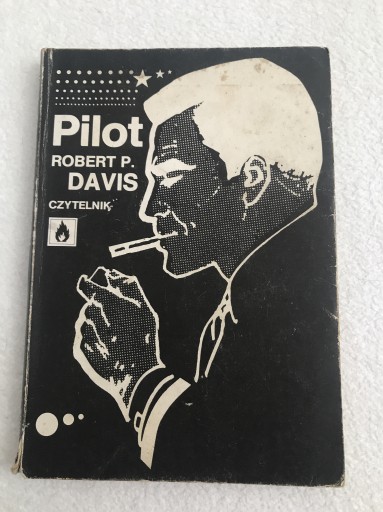 Pilot
ROBERT P.
DAVIS
CZYTELNIK